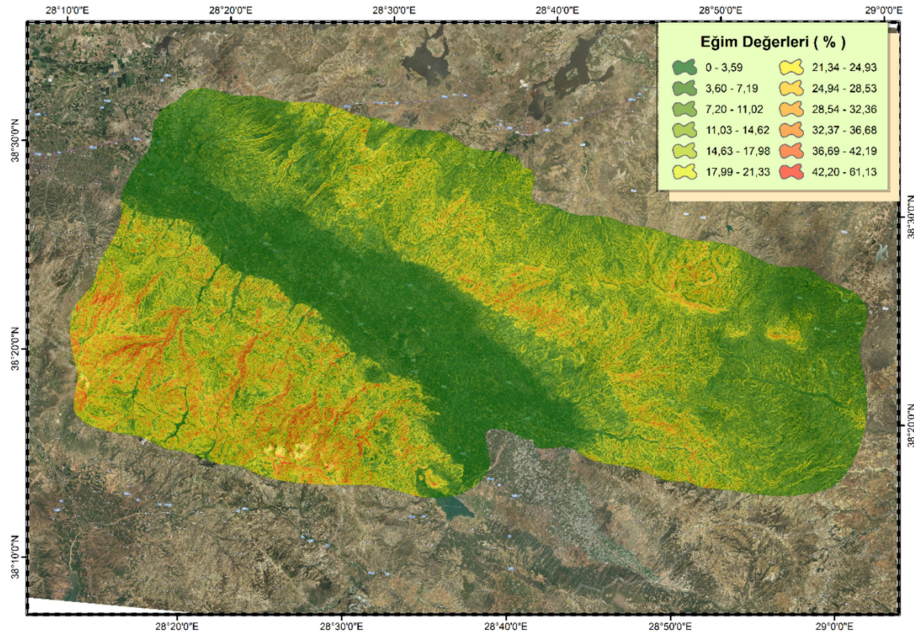 28°10'0"E 28°20'0"E 28°30'0"E 28°40'0"E 28°50'0"E 29°0'0"E
Eğim Değerleri ( % )
0 - 3,59 21,34 - 24,93
3,60 - 7,19 24,94 - 28,53
7,20 - 11,02 28,54 - 32,36
11,03 - 14,62 32,37 - 36,68
14,63 - 17,98 36,69 - 42,19
17,99 - 21,33 42,20 - 61,13
38°30'0"N
38°30'0"N
38°20'0"N
38°20'0"N
38°10'0"N
28°20'0"E 28°30'0"E 28°40'0"E 28°50'0"E 29°0'0"E